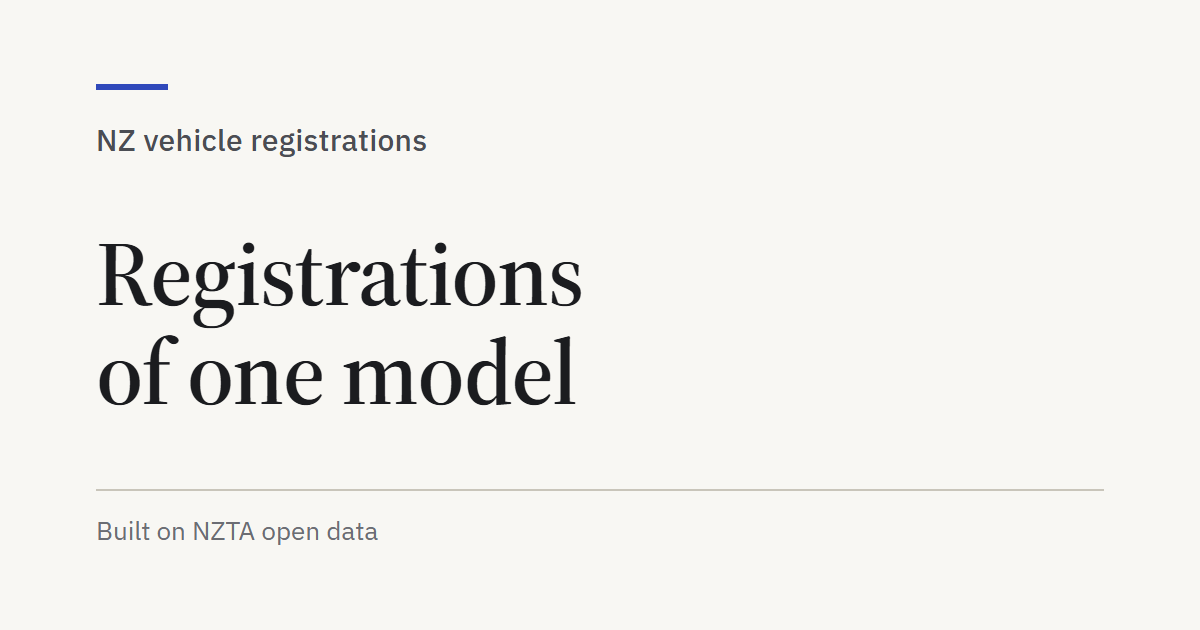 NZ vehicle registrations
Registrations
of one model
Built on NZTA open data